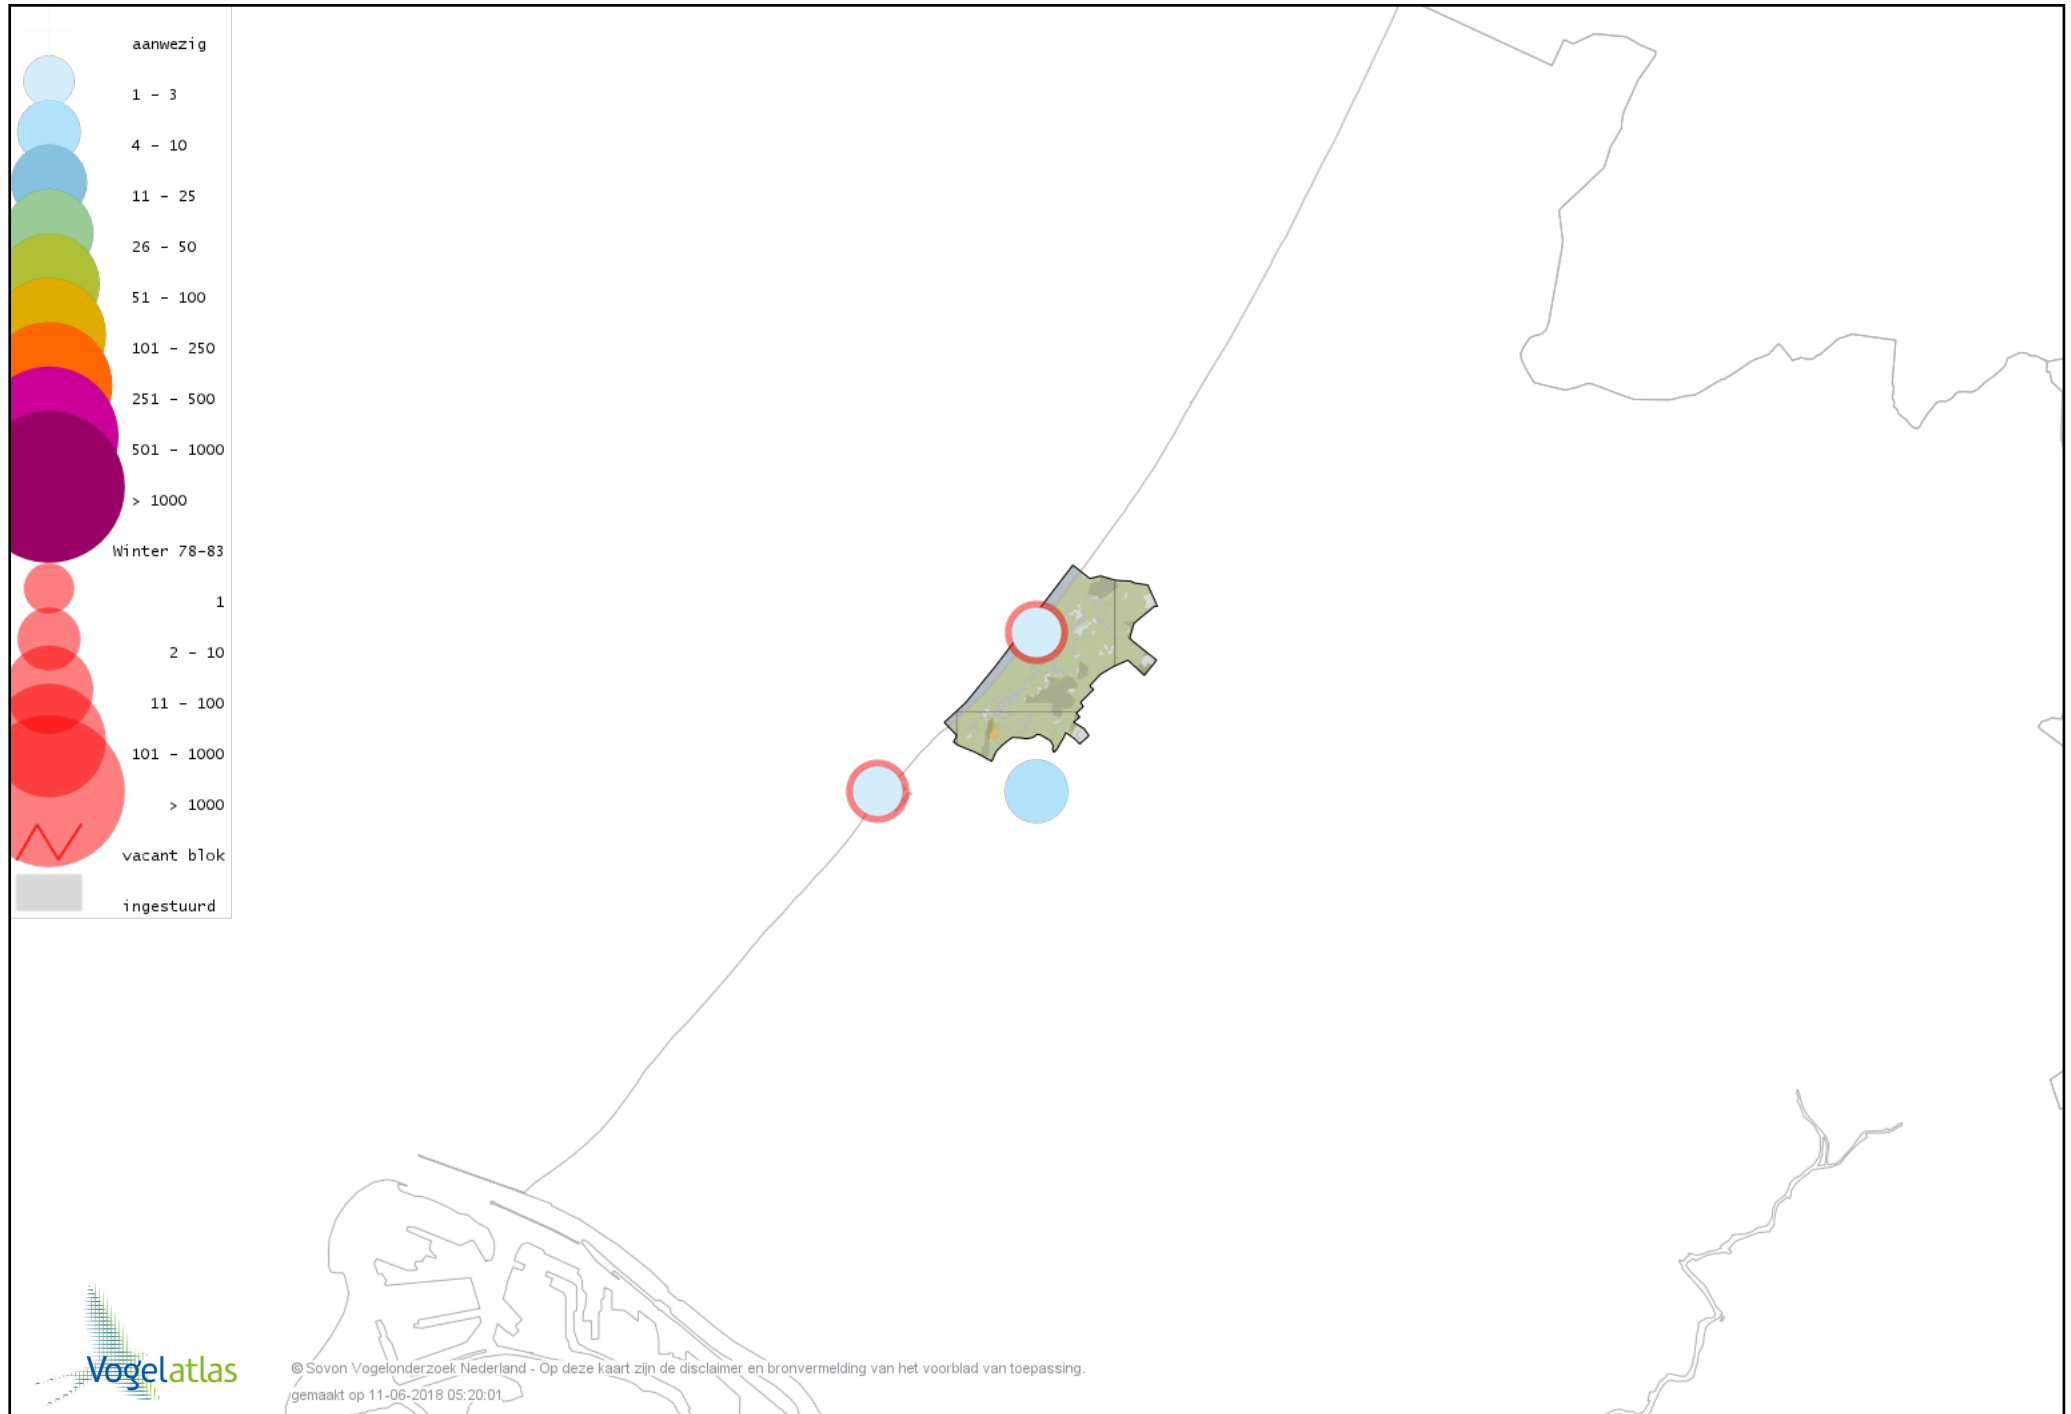 aanwezig
1 - 3
4 - 10
11 - 25
26 - 50
51 - 100
101 - 250
251 - 500
501 - 1000
> 1000
Winter 78-83
1
2 - 10
11 - 100
101 - 1000
> 1000
vacant blok
ingestuurd
Vogelatlas
© Sovon Vogelonderzoek Nederland - Op deze kaart zijn de disclaimer en bronvermelding van het voorblad van toepassing.
gemaakt op 11-06-2018 05:20:01